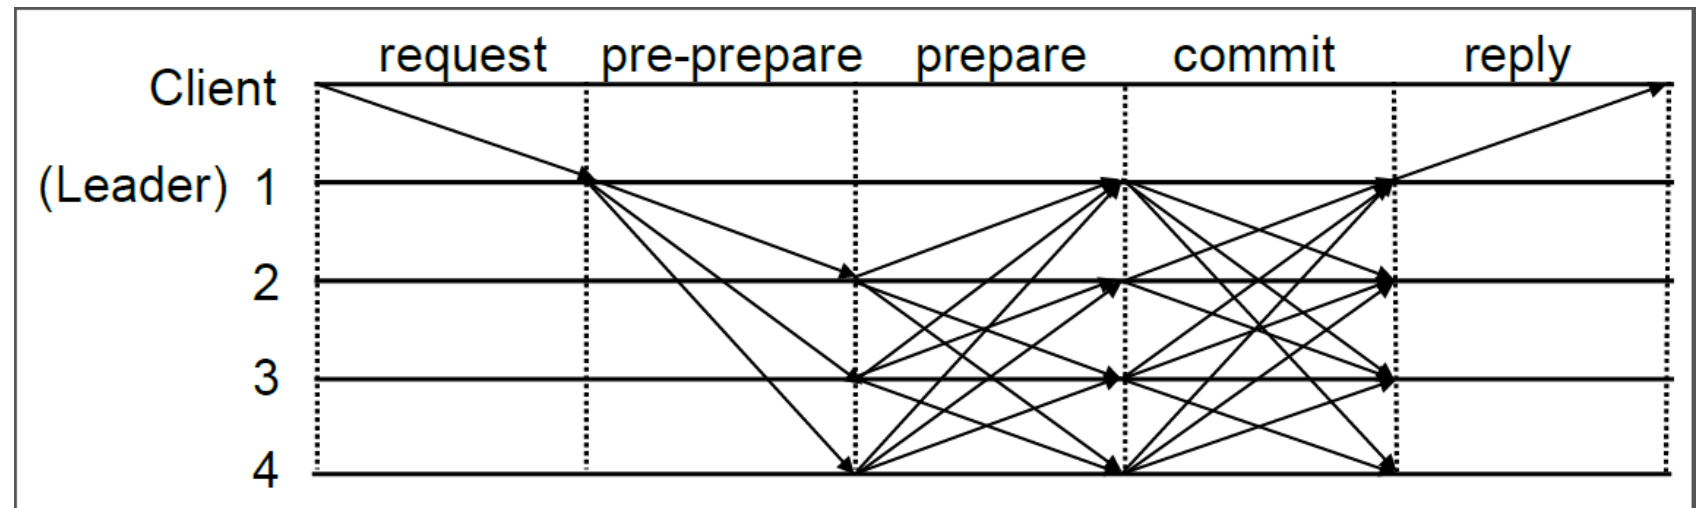 request pre-prepare prepare commit reply
Client
(Leader) 1
2
3
4